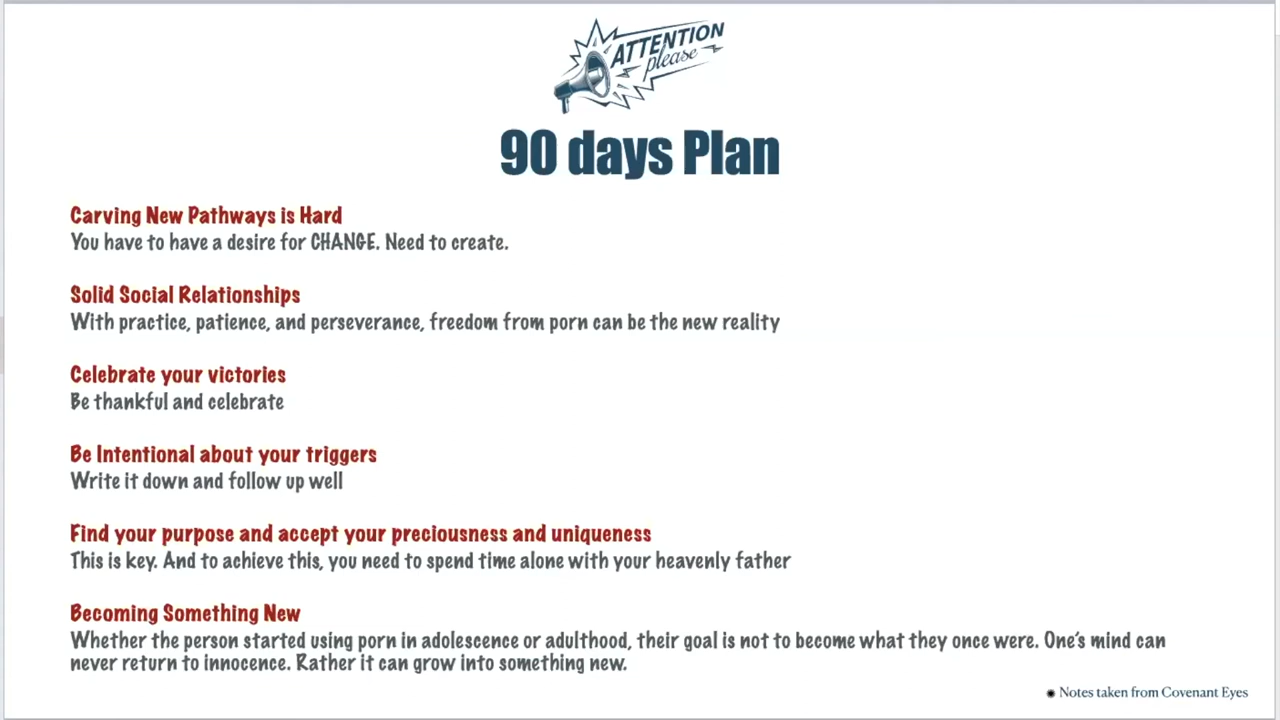 ATTENTION
please
90 days Plan
Carving New Pathways is Hard
You have to have a desire for CHANGE. Need to create.
Solid Social Relationships
With practice, patience, and perseverance, freedom from porn can be the new reality
Celebrate your victories
Be thankful and celebrate
Be Intentional about your triggers
Write it down and follow up well
Find your purpose and accept your preciousness and uniqueness
This is key. And to achieve this, you need to spend time alone with your heavenly father
Becoming Something New
Whether the person started using porn in adolescence or adulthood, their goal is not to become what they once were. One's mind can
never return to innocence. Rather it can grow into something new.
✺ Notes taken from Covenant Eyes